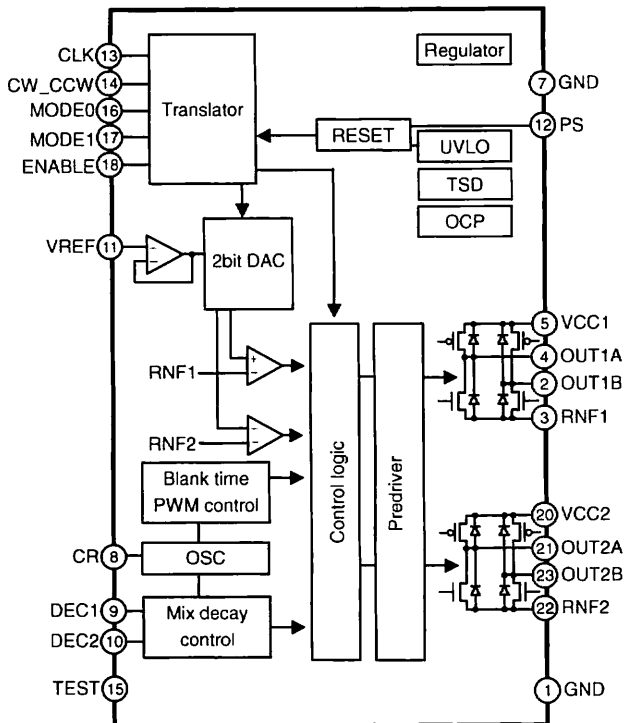 CLK 13
CW_CCW 14
MODE0 16
MODE1 17
ENABLE 18
Translator
Regulator
7 GND
12 PS
RESET
UVLO
TSD
OCP
VREF 11
2bit DAC
RNF1
RNF2
Blank time
PWM control
CR 8
OSC
DEC1 9
DEC2 10
Mix decay
control
TEST 15
Control logic
Predriver
5 VCC1
4 OUT1A
2 OUT1B
3 RNF1
20 VCC2
21 OUT2A
23 OUT2B
22 RNF2
1 GND